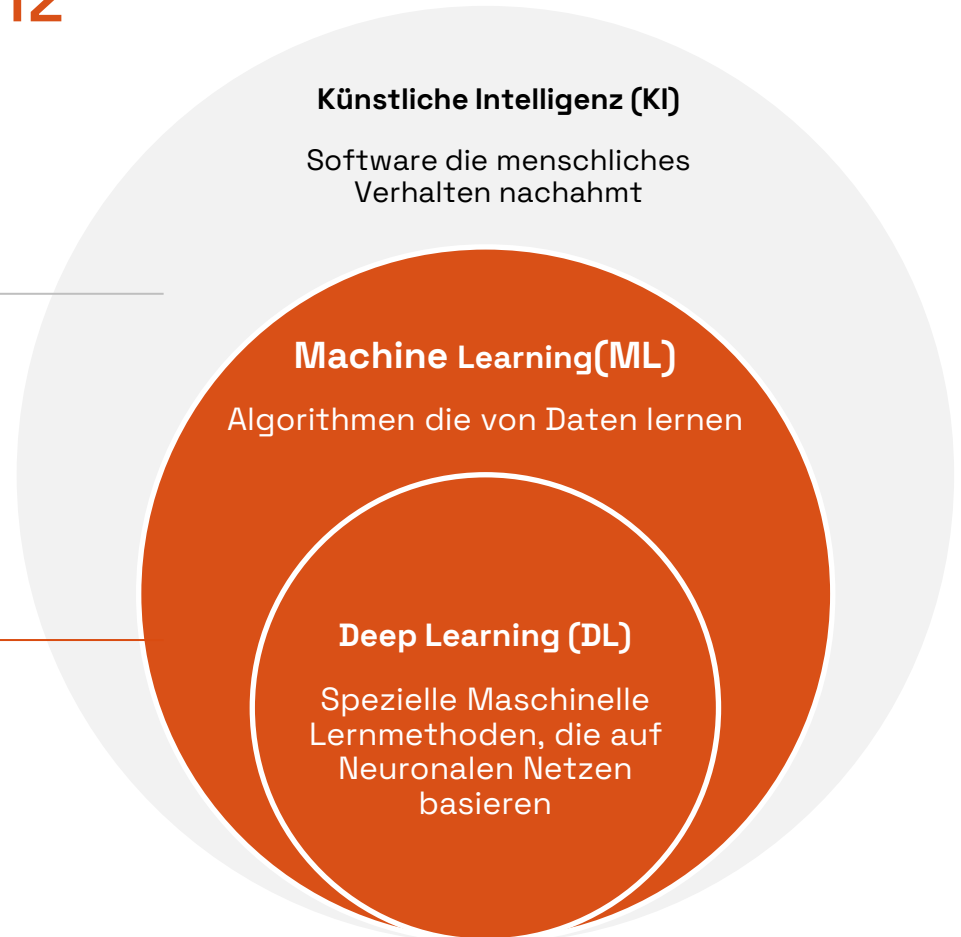 12
Künstliche Intelligenz (KI)
Software die menschliches
Verhalten nachahmt
Machine Learning(ML)
Algorithmen die von Daten lernen
Deep Learning (DL)
Spezielle Maschinelle
Lernmethoden, die auf
Neuronalen Netzen
basieren